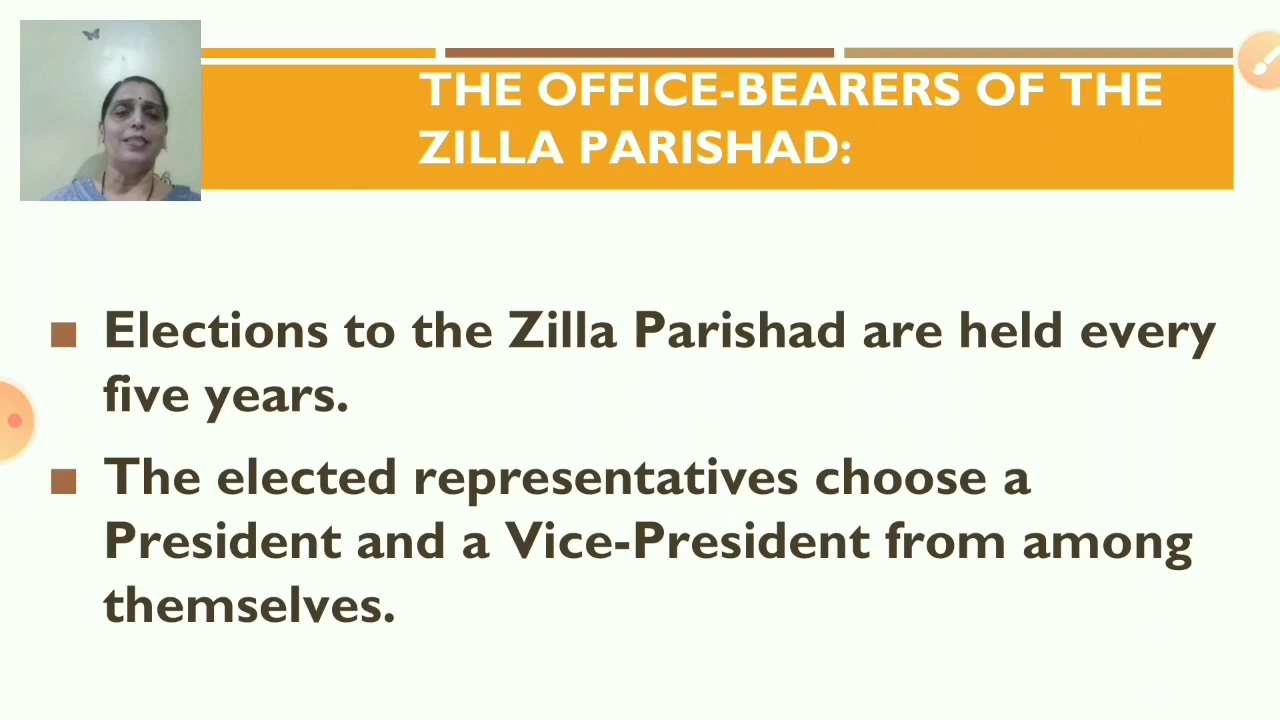 THE OFFICE-BEARERS OF THE
ZILLA PARISHAD:
■ Elections to the Zilla Parishad are held every
five years.
■ The elected representatives choose a
President and a Vice-President from among
themselves.